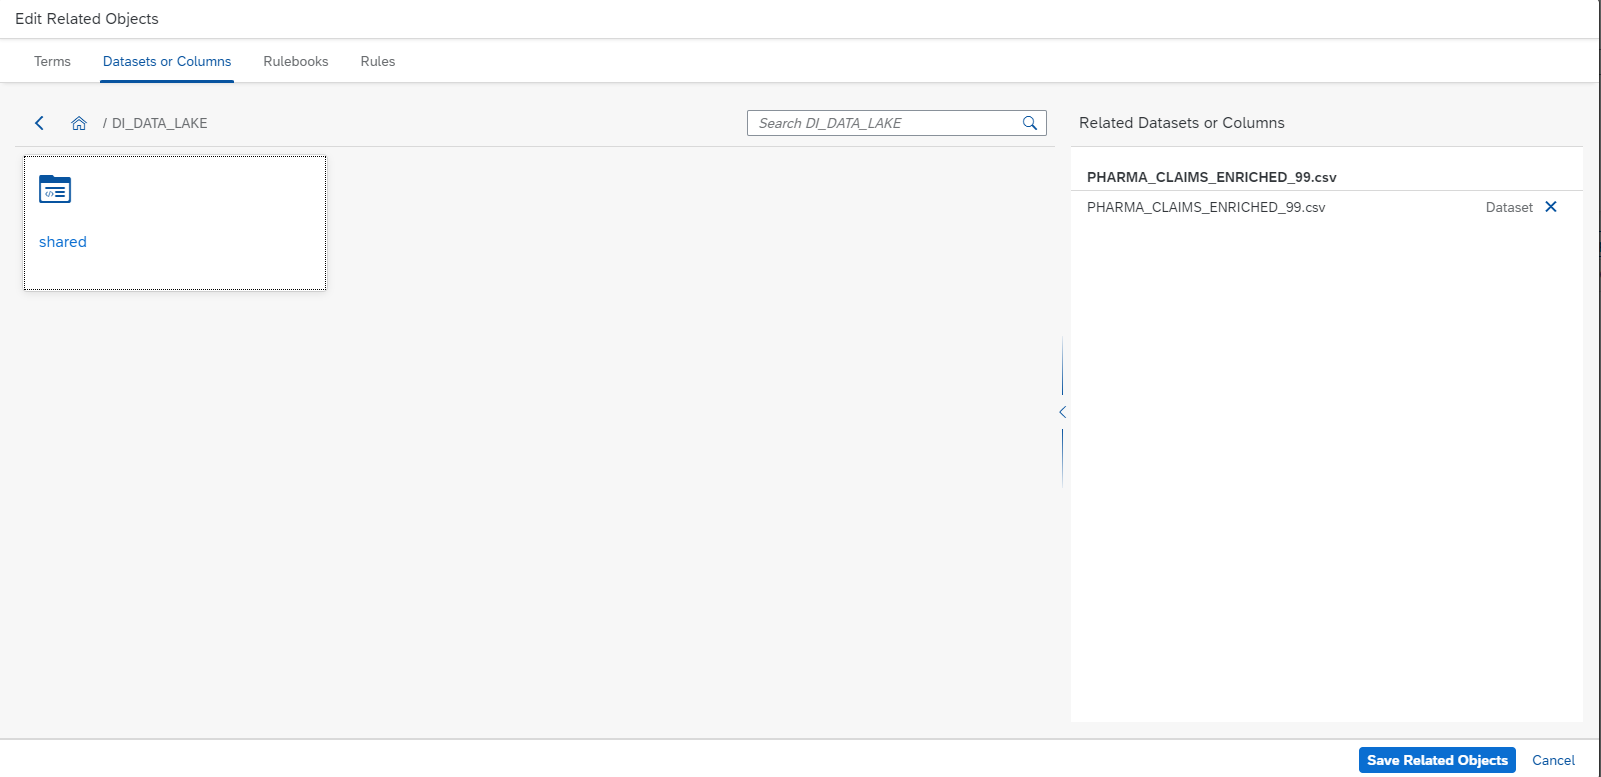 Edit Related Objects
Terms Datasets or Columns Rulebooks Rules
/ DI_DATA_LAKE
Search DI_DATA_LAKE
shared
Related Datasets or Columns
PHARMA_CLAIMS_ENRICHED_99.csv
PHARMA_CLAIMS_ENRICHED_99.csv Dataset
Save Related Objects Cancel